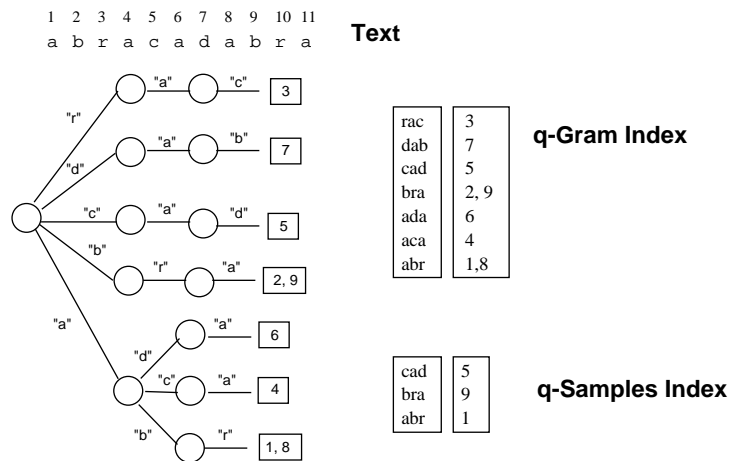 1 2 3 4 5 6 7 8 9 10 11
a b r a c a d a b r a
Text
"r" "a" "c" 3
"d" "a" "b" 7
"c" "a" "d" 5
"b" "r" "a" 2, 9
"a"
"d" "a" 6
"c" "a" 4
"b" "r" 1, 8
q-Gram Index
rac 3
dab 7
cad 5
bra 2, 9
ada 6
aca 4
abr 1,8
q-Samples Index
cad 5
bra 9
abr 1